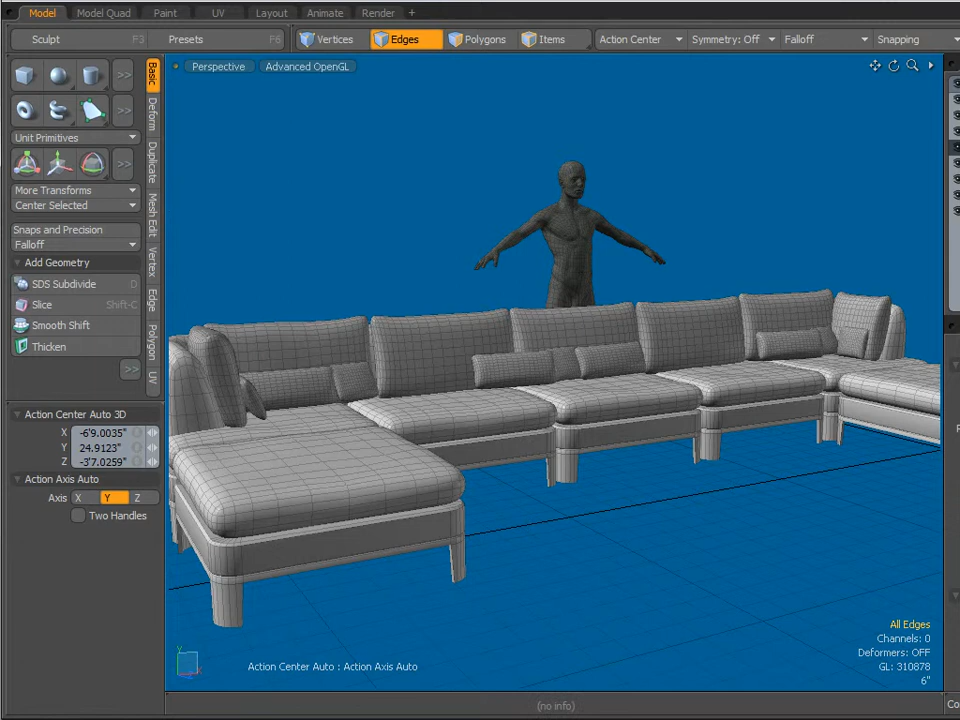 Model Model Quad Paint UV Layout Animate Render +
Sculpt F3 Presets F6 Vertices Edges Polygons Items Action Center Symmetry: Off Falloff Snapping
Perspective Advanced OpenGL
Basic
Deform
Duplicate
Mesh Edit
Vertex
Edge
Polygon
UV
>>
>>
Unit Primitives
>>
More Transforms
Center Selected
Snaps and Precision
Falloff
Add Geometry
SDS Subdivide D
Slice Shift-C
Smooth Shift
Thicken
>>
Action Center Auto 3D
X -6'9.0035"
Y 24.9123"
Z -3'7.0259"
Action Axis Auto
Axis X Y Z
Two Handles
All Edges
Channels: 0
Deformers: OFF
GL: 310878
6"
Action Center Auto : Action Axis Auto
(no info)
Co